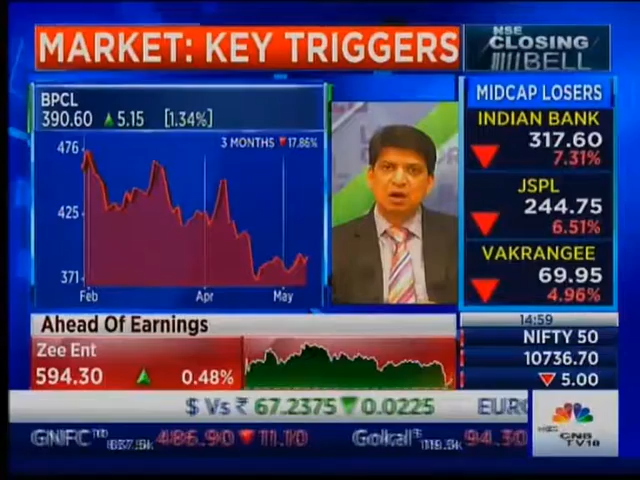 MARKET: KEY TRIGGERS
NSE
CLOSING
BELL
BPCL
390.60 ▲ 5.15 [1.34%]
3 MONTHS ▼ 17.86%
476
425
371
Feb Apr May
MIDCAP LOSERS
INDIAN BANK
317.60
7.31%
JSPL
244.75
6.51%
VAKRANGEE
69.95
4.96%
Ahead Of Earnings
Zee Ent
594.30 ▲ 0.48%
14:59
NIFTY 50
10736.70
▼ 5.00
$ Vs ₹ 67.2375 ▼ 0.0225 EUR
GNFC 486.90 ▼ 11.10 Gokal 94.30
CNBC
TV18